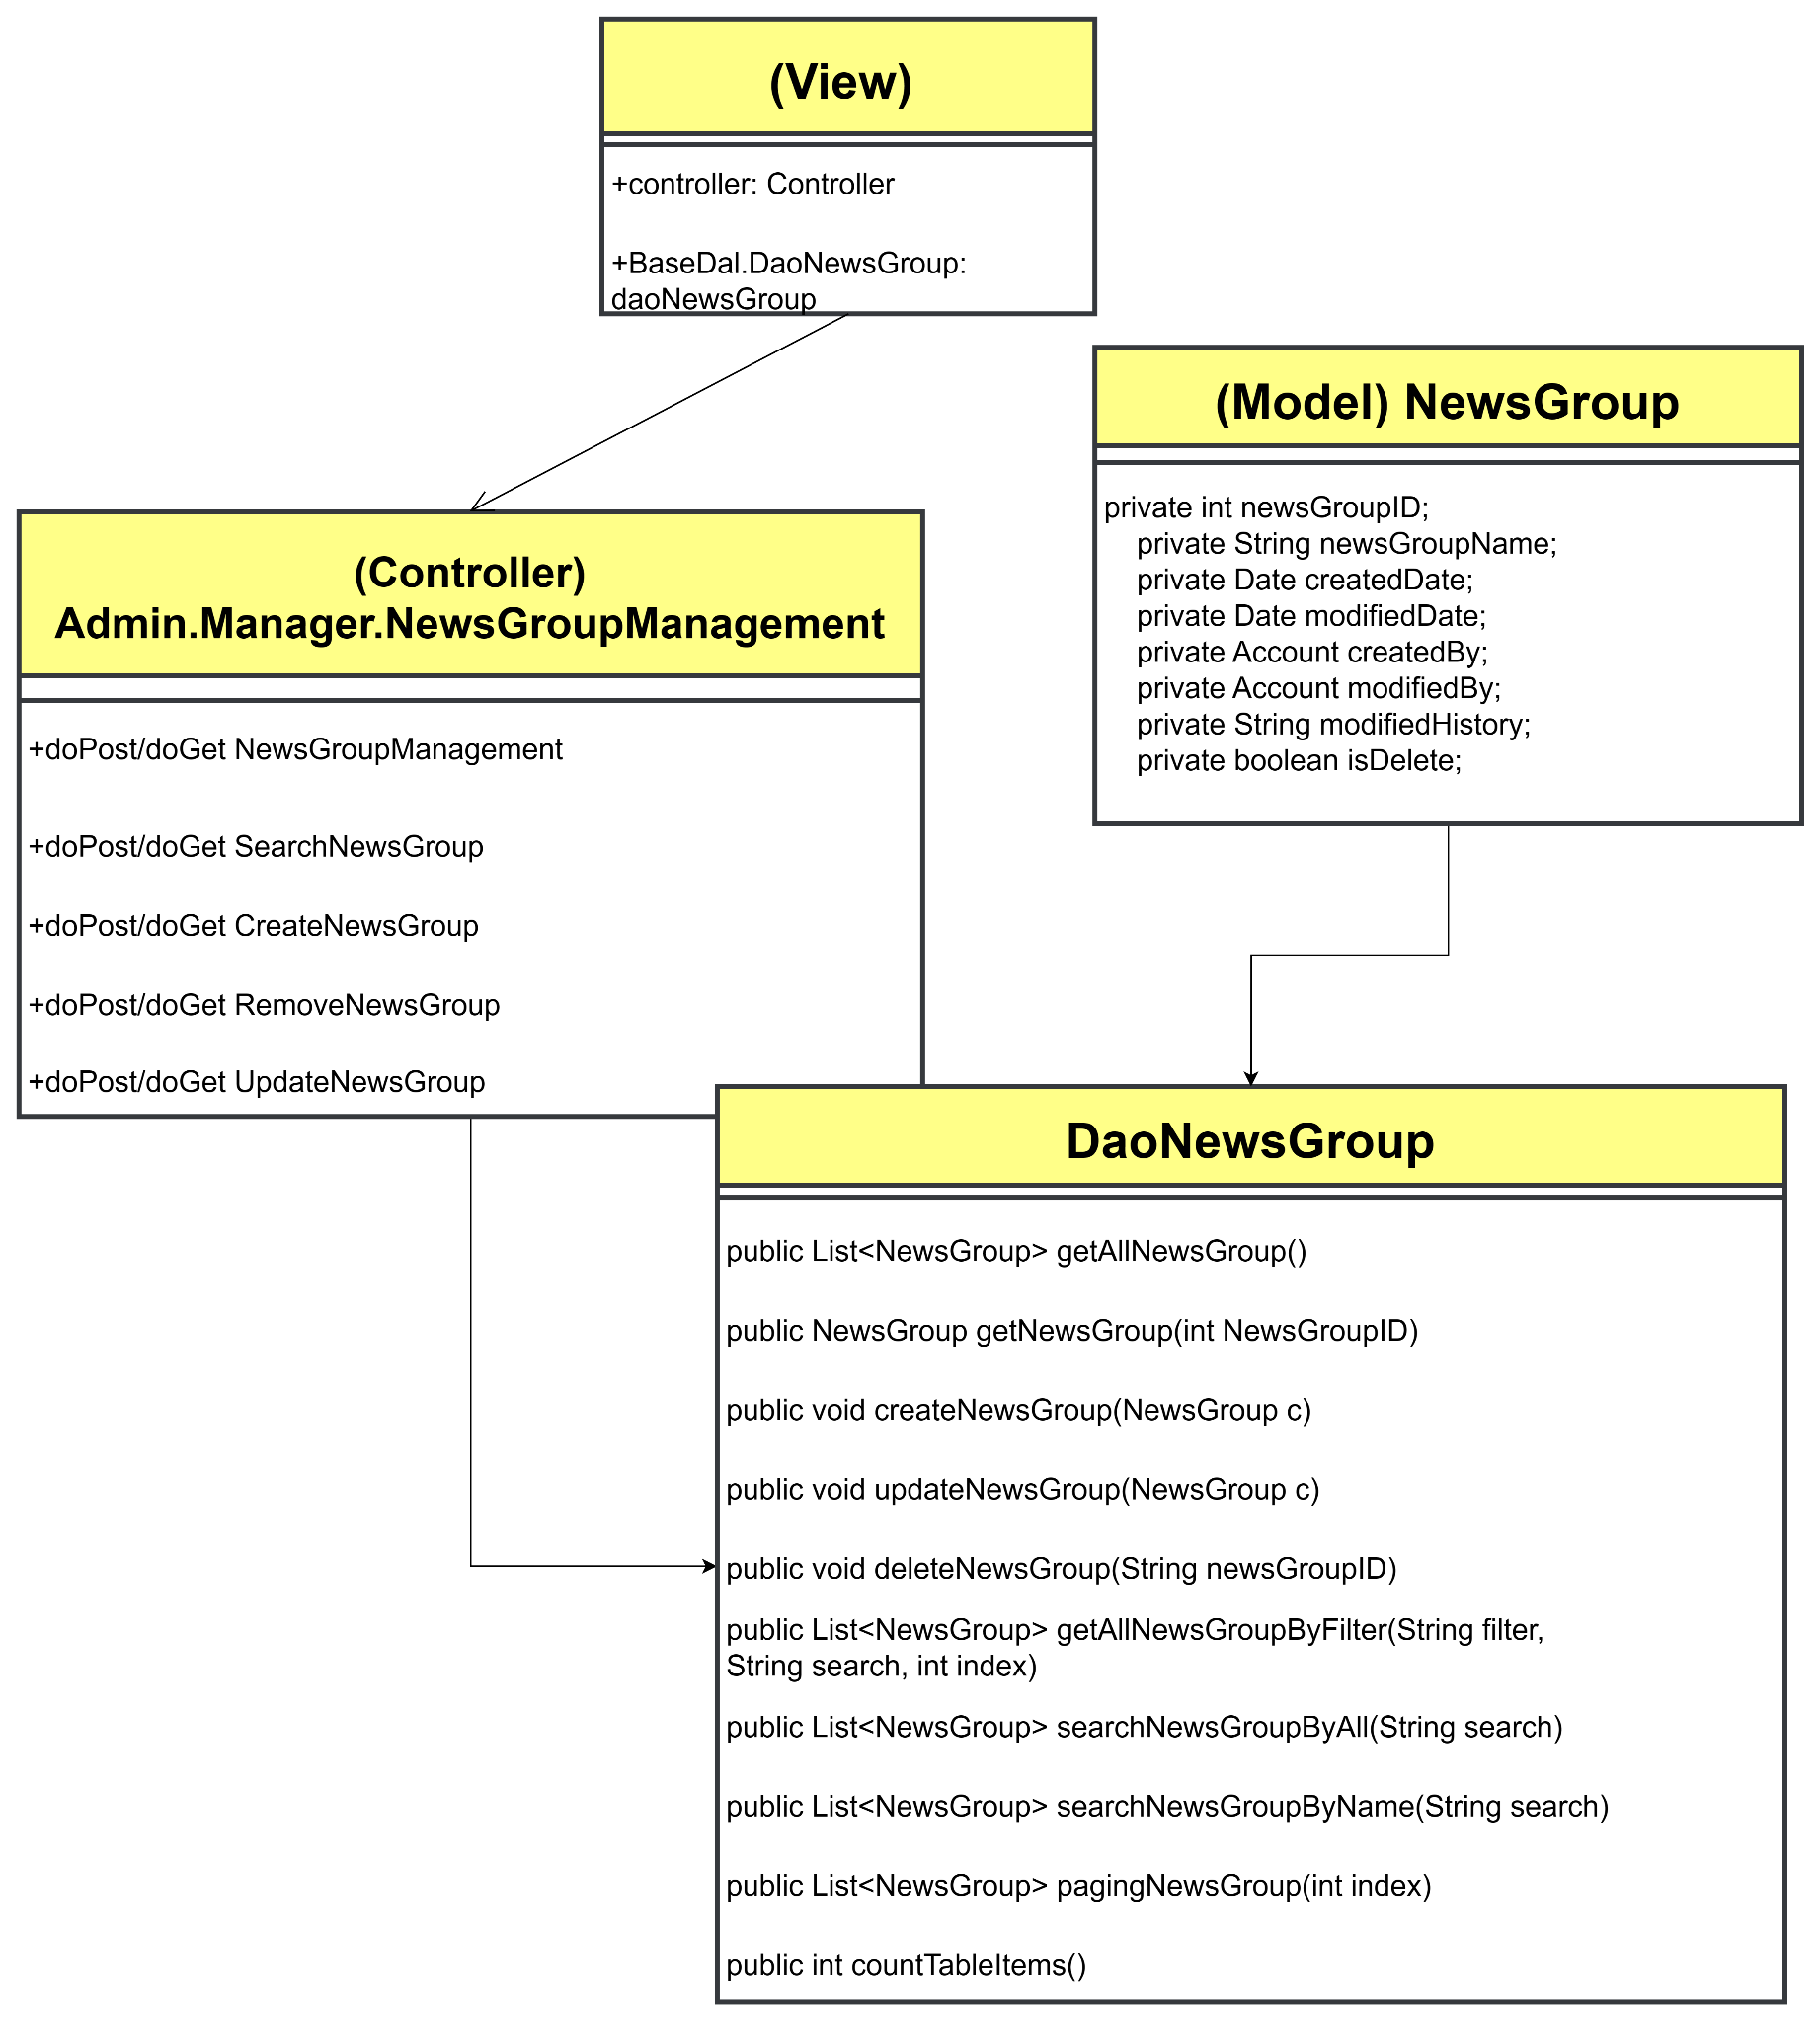 (View)
+controller: Controller
+BaseDal.DaoNewsGroup:
daoNewsGroup
(Model) NewsGroup
private int newsGroupID;
private String newsGroupName;
private Date createdDate;
private Date modifiedDate;
private Account createdBy;
private Account modifiedBy;
private String modifiedHistory;
private boolean isDelete;
(Controller)
Admin.Manager.NewsGroupManagement
+doPost/doGet NewsGroupManagement
+doPost/doGet SearchNewsGroup
+doPost/doGet CreateNewsGroup
+doPost/doGet RemoveNewsGroup
+doPost/doGet UpdateNewsGroup
DaoNewsGroup
public List<NewsGroup> getAllNewsGroup()
public NewsGroup getNewsGroup(int NewsGroupID)
public void createNewsGroup(NewsGroup c)
public void updateNewsGroup(NewsGroup c)
public void deleteNewsGroup(String newsGroupID)
public List<NewsGroup> getAllNewsGroupByFilter(String filter,
String search, int index)
public List<NewsGroup> searchNewsGroupByAll(String search)
public List<NewsGroup> searchNewsGroupByName(String search)
public List<NewsGroup> pagingNewsGroup(int index)
public int countTableItems()